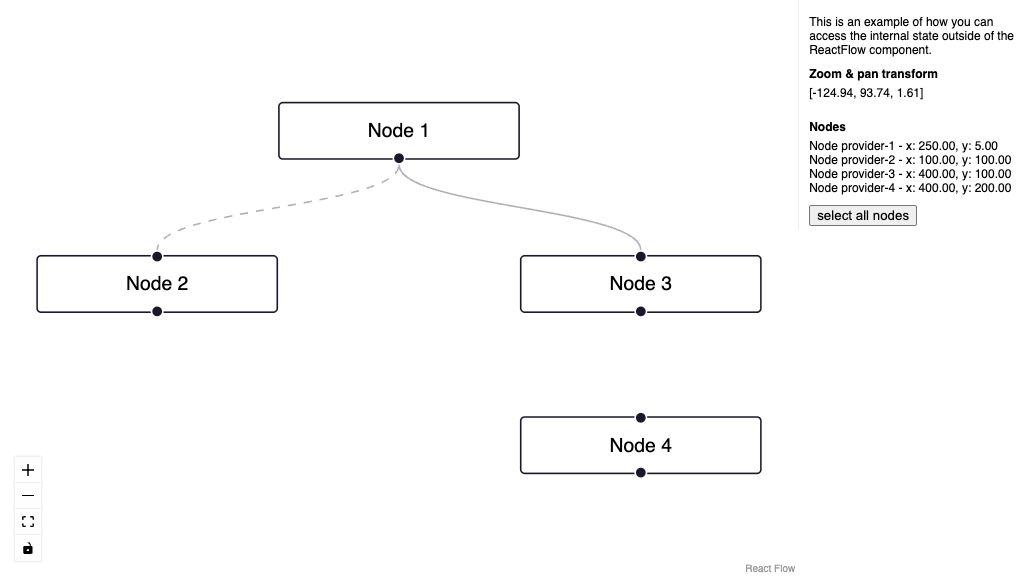 This is an example of how you can
access the internal state outside of the
ReactFlow component.
Zoom & pan transform
[-124.94, 93.74, 1.61]
Nodes
Node provider-1 - x: 250.00, y: 5.00
Node provider-2 - x: 100.00, y: 100.00
Node provider-3 - x: 400.00, y: 100.00
Node provider-4 - x: 400.00, y: 200.00
select all nodes
Node 1
Node 2
Node 3
Node 4
React Flow